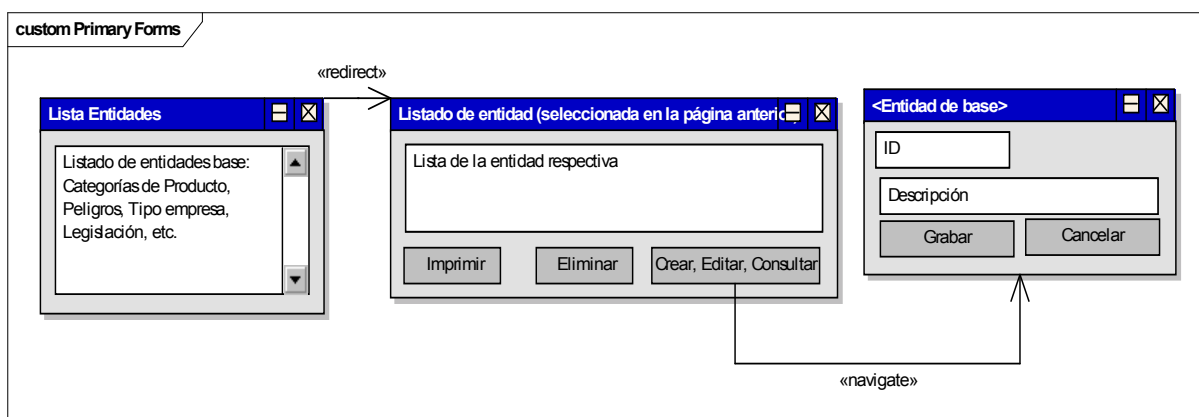 custom Primary Forms
«redirect»
Lista Entidades
Listado de entidades base:
Categorías de Producto,
Peligros, Tipo empresa,
Legislación, etc.
Listado de entidad (seleccionada en la página anterior)
Lista de la entidad respectiva
Imprimir
Eliminar
Crear, Editar, Consultar
<Entidad de base>
ID
Descripción
Grabar
Cancelar
«navigate»